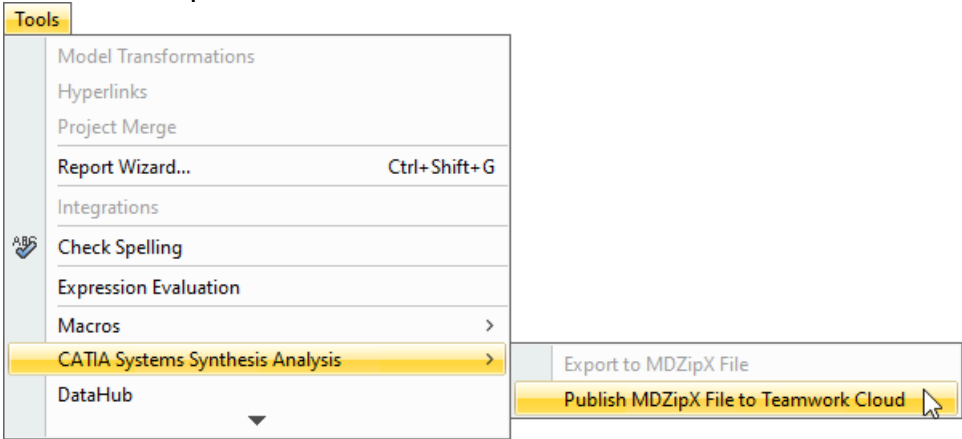 Tools
Model Transformations
Hyperlinks
Project Merge
Report Wizard... Ctrl+Shift+G
Integrations
ABC Check Spelling
Expression Evaluation
Macros >
CATIA Systems Synthesis Analysis >
Export to MDZipX File
DataHub
Publish MDZipX File to Teamwork Cloud